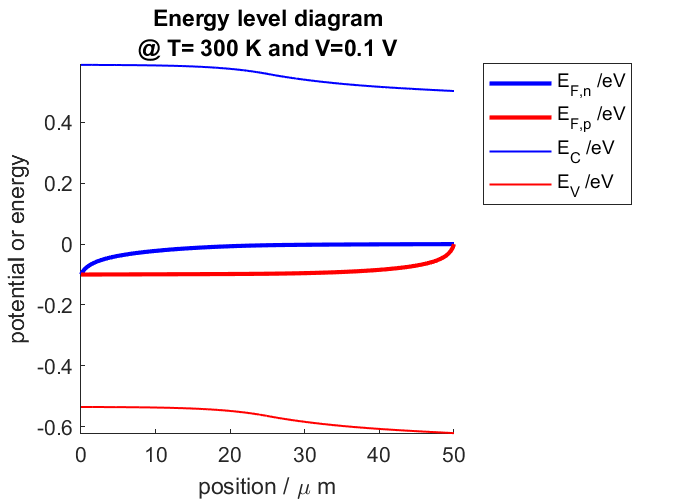 Energy level diagram
@ T= 300 K and V=0.1 V
potential or energy
0.4
0.2
0
-0.2
-0.4
-0.6
0 10 20 30 40 50
position / μ m
E_F,n /eV
E_F,p /eV
E_C /eV
E_V /eV